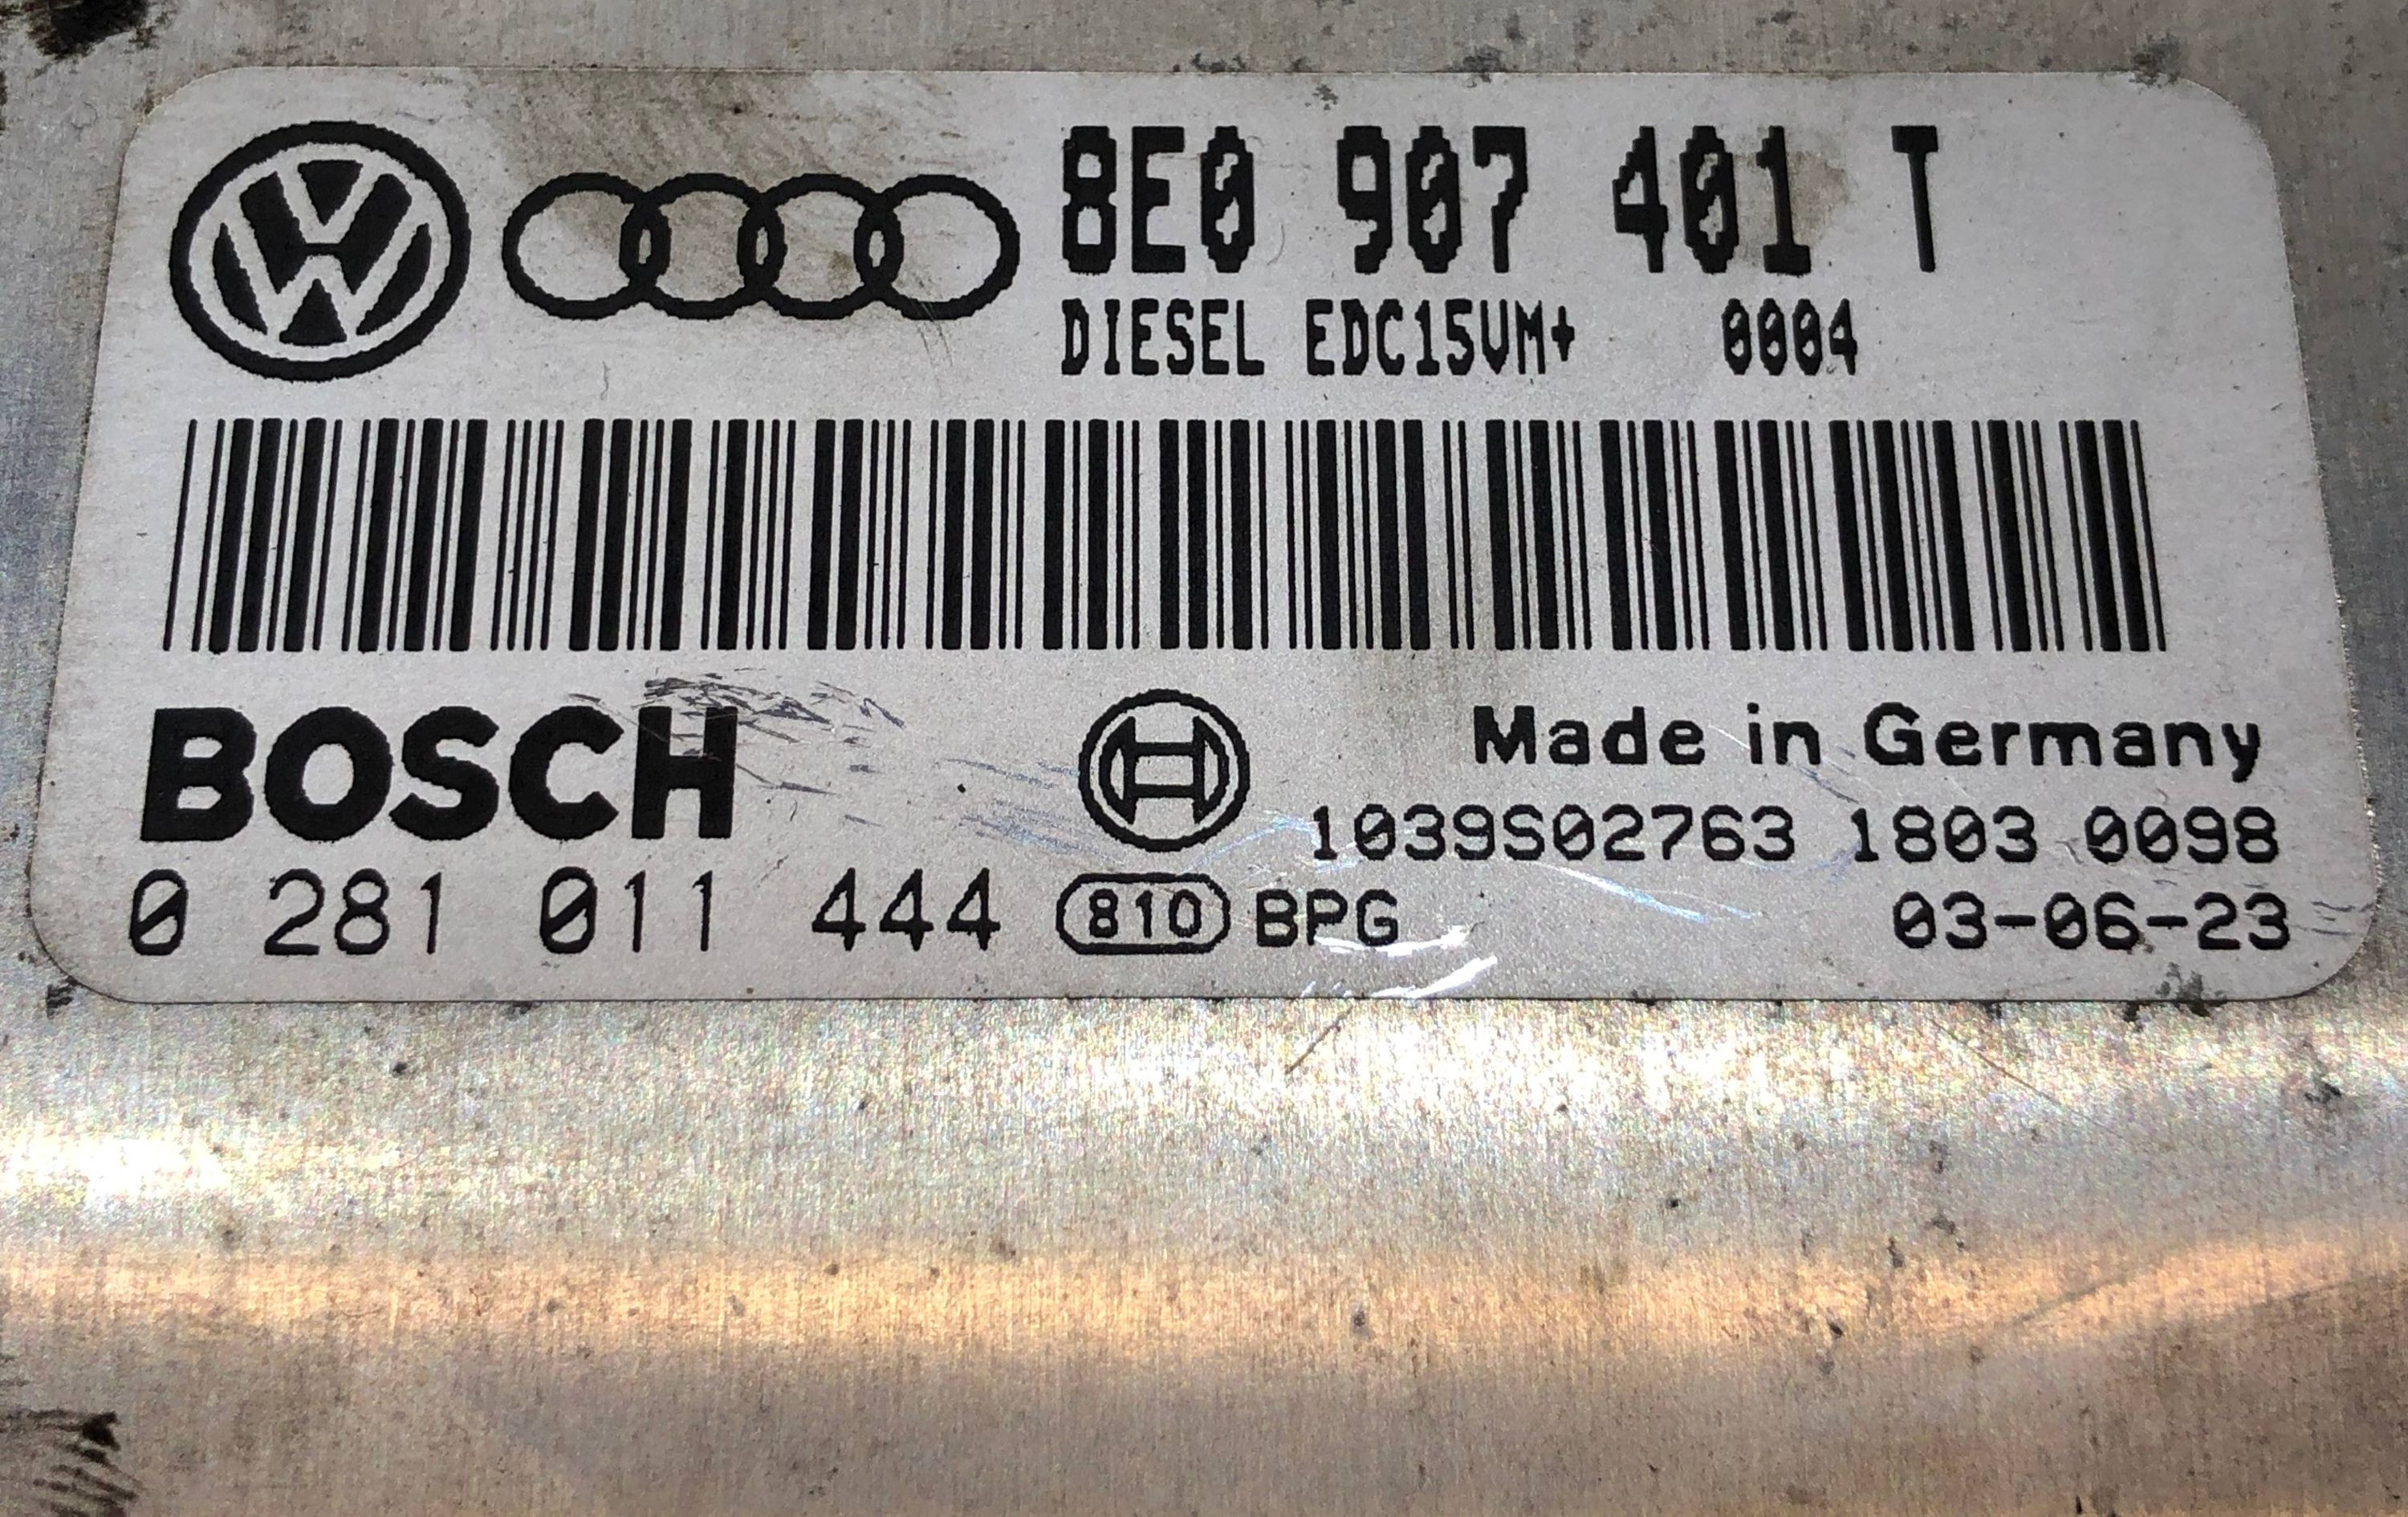 8E0 907 401 T
DIESEL EDC15VM+ 0004
BOSCH
Made in Germany
1039S02763 1803 0098
0 281 011 444 810 BPG 03-06-23